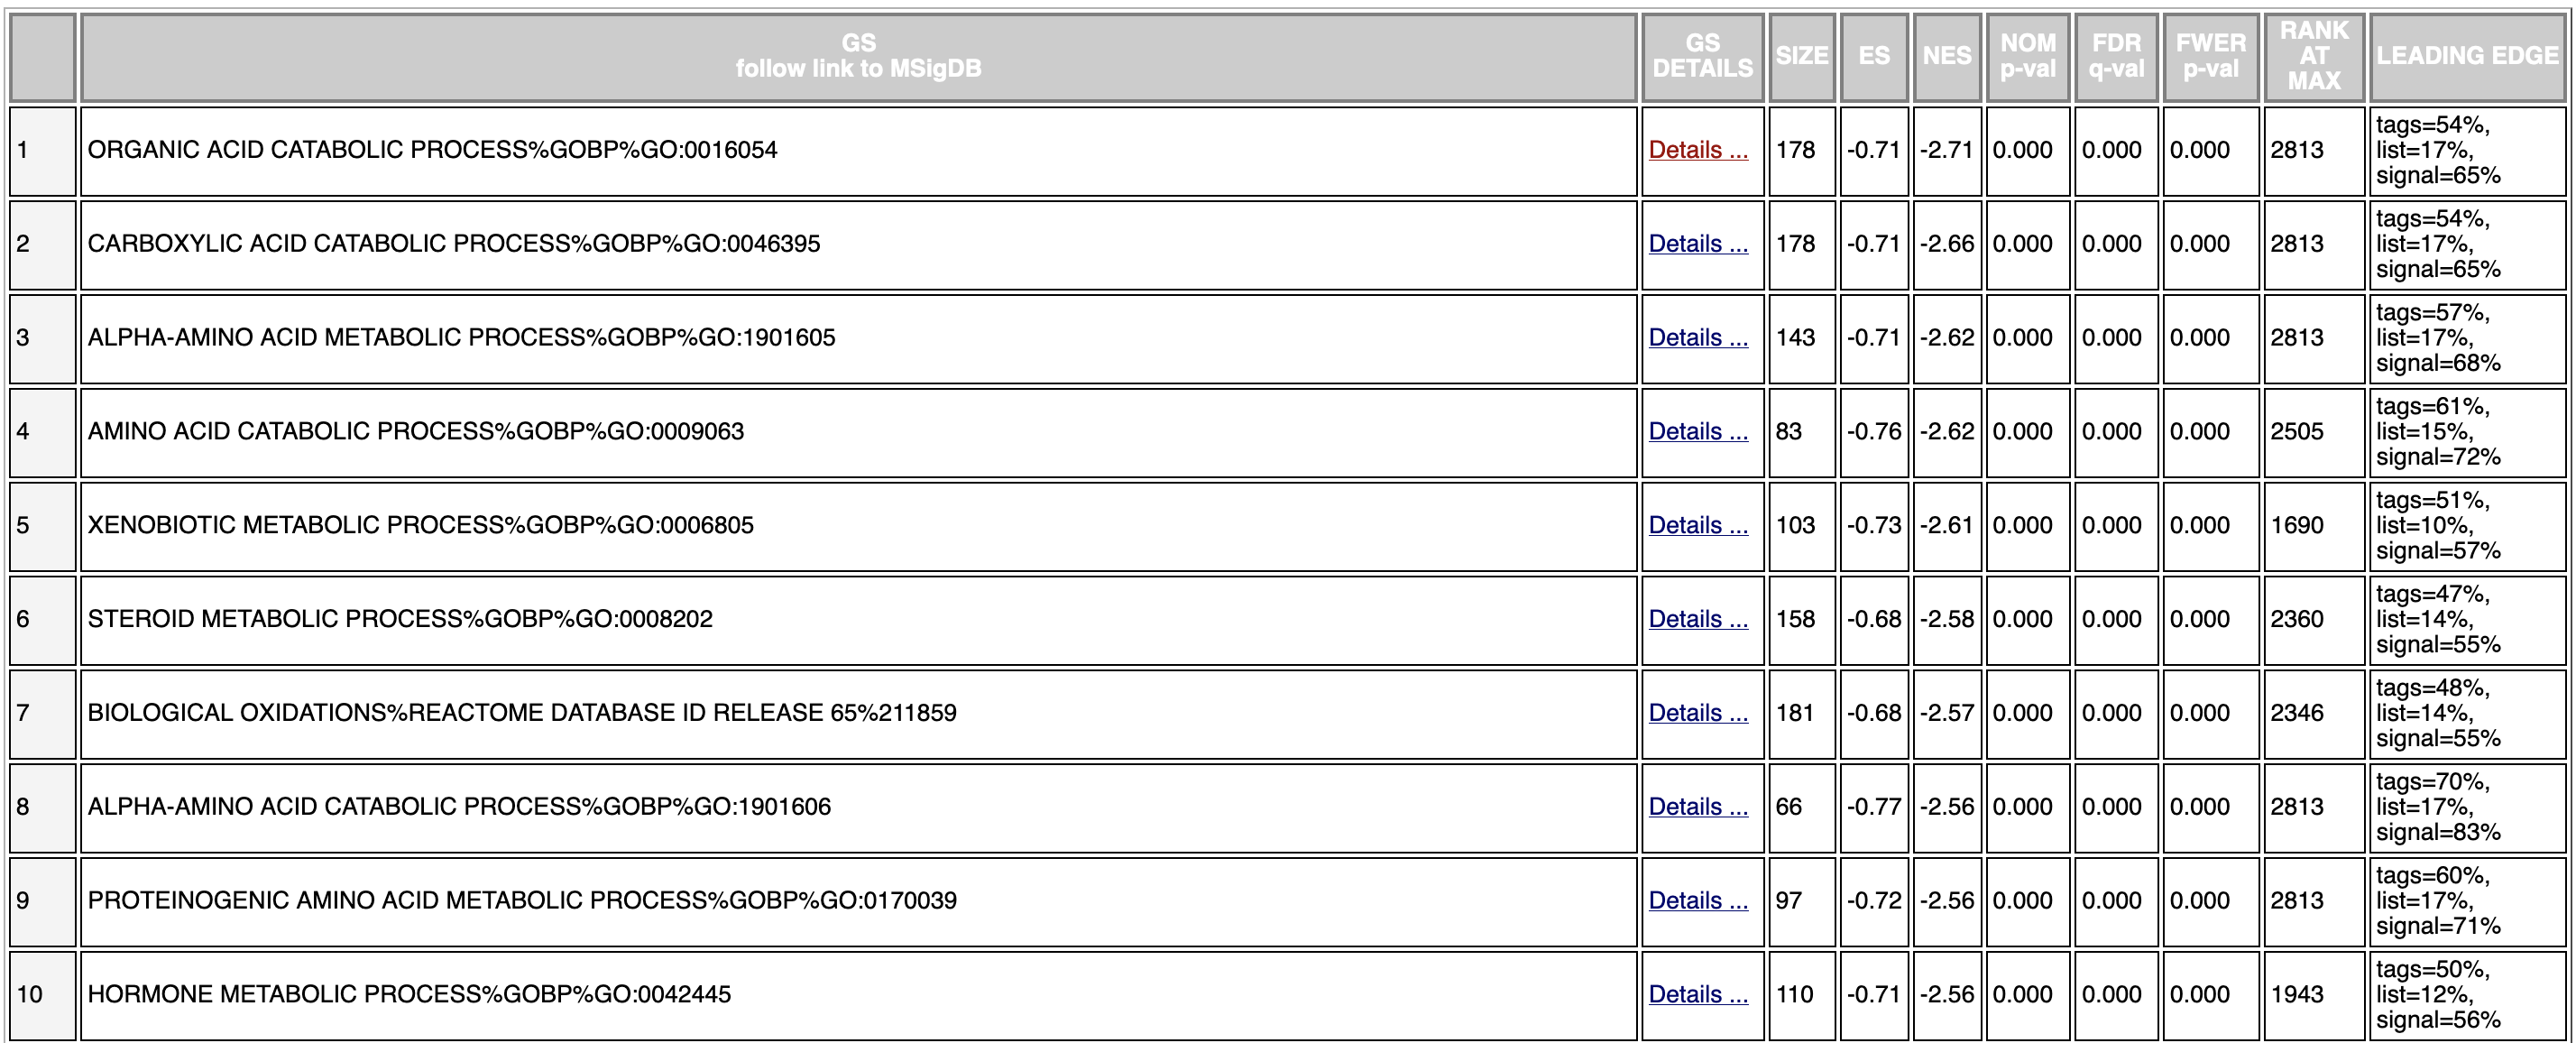 GS
follow link to MSigDB
GS
DETAILS
SIZE
ES
NES
NOM
p-val
FDR
q-val
FWER
p-val
RANK
AT
MAX
LEADING EDGE
1 ORGANIC ACID CATABOLIC PROCESS%GOBP%GO:0016054 Details ... 178 -0.71 -2.71 0.000 0.000 0.000 2813 tags=54%,
list=17%,
signal=65%
2 CARBOXYLIC ACID CATABOLIC PROCESS%GOBP%GO:0046395 Details ... 178 -0.71 -2.66 0.000 0.000 0.000 2813 tags=54%,
list=17%,
signal=65%
3 ALPHA-AMINO ACID METABOLIC PROCESS%GOBP%GO:1901605 Details ... 143 -0.71 -2.62 0.000 0.000 0.000 2813 tags=57%,
list=17%,
signal=68%
4 AMINO ACID CATABOLIC PROCESS%GOBP%GO:0009063 Details ... 83 -0.76 -2.62 0.000 0.000 0.000 2505 tags=61%,
list=15%,
signal=72%
5 XENOBIOTIC METABOLIC PROCESS%GOBP%GO:0006805 Details ... 103 -0.73 -2.61 0.000 0.000 0.000 1690 tags=51%,
list=10%,
signal=57%
6 STEROID METABOLIC PROCESS%GOBP%GO:0008202 Details ... 158 -0.68 -2.58 0.000 0.000 0.000 2360 tags=47%,
list=14%,
signal=55%
7 BIOLOGICAL OXIDATIONS%REACTOME DATABASE ID RELEASE 65%211859 Details ... 181 -0.68 -2.57 0.000 0.000 0.000 2346 tags=48%,
list=14%,
signal=55%
8 ALPHA-AMINO ACID CATABOLIC PROCESS%GOBP%GO:1901606 Details ... 66 -0.77 -2.56 0.000 0.000 0.000 2813 tags=70%,
list=17%,
signal=83%
9 PROTEINOGENIC AMINO ACID METABOLIC PROCESS%GOBP%GO:0170039 Details ... 97 -0.72 -2.56 0.000 0.000 0.000 2813 tags=60%,
list=17%,
signal=71%
10 HORMONE METABOLIC PROCESS%GOBP%GO:0042445 Details ... 110 -0.71 -2.56 0.000 0.000 0.000 1943 tags=50%,
list=12%,
signal=56%